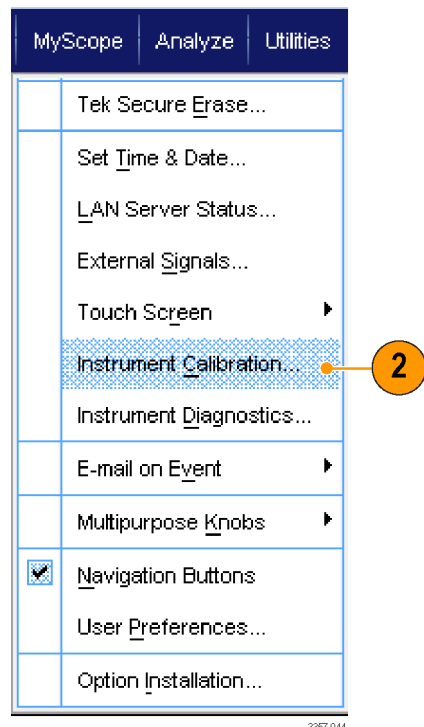 MyScope Analyze Utilities
Tek Secure Erase...
Set Time & Date...
LAN Server Status...
External Signals...
Touch Screen
Instrument Calibration...
2
Instrument Diagnostics...
E-mail on Event
Multipurpose Knobs
Navigation Buttons
User Preferences...
Option Installation...